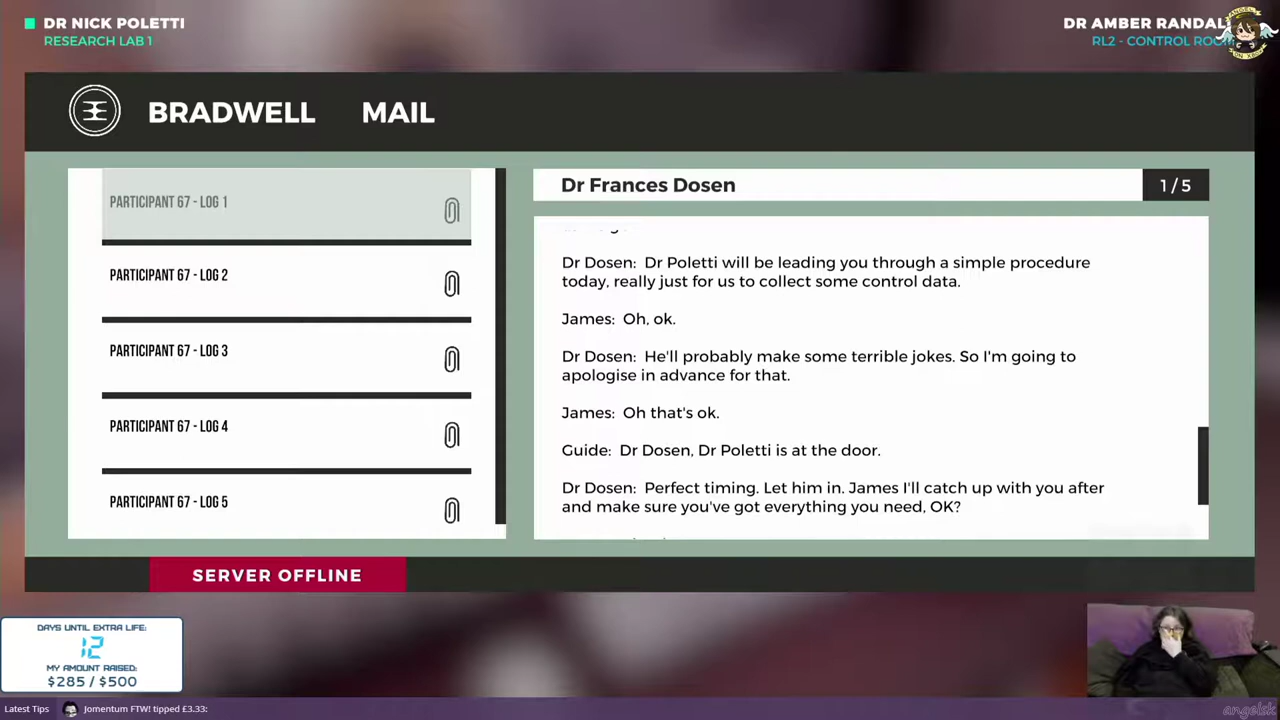 DR NICK POLETTI
RESEARCH LAB 1
DR AMBER RANDAL
RL2 - CONTROL ROOM
ANGEL
ON XBOX
BRADWELL MAIL
PARTICIPANT 67 - LOG 1
PARTICIPANT 67 - LOG 2
PARTICIPANT 67 - LOG 3
PARTICIPANT 67 - LOG 4
PARTICIPANT 67 - LOG 5
Dr Frances Dosen
1 / 5
Dr Dosen: Dr Poletti will be leading you through a simple procedure
today, really just for us to collect some control data.
James: Oh, ok.
Dr Dosen: He'll probably make some terrible jokes. So I'm going to
apologise in advance for that.
James: Oh that's ok.
Guide: Dr Dosen, Dr Poletti is at the door.
Dr Dosen: Perfect timing. Let him in. James I'll catch up with you after
and make sure you've got everything you need, OK?
SERVER OFFLINE
DAYS UNTIL EXTRA LIFE:
12
MY AMOUNT RAISED:
$285 / $500
Latest Tips
Jomentum FTW! tipped £3.33:
angelsk